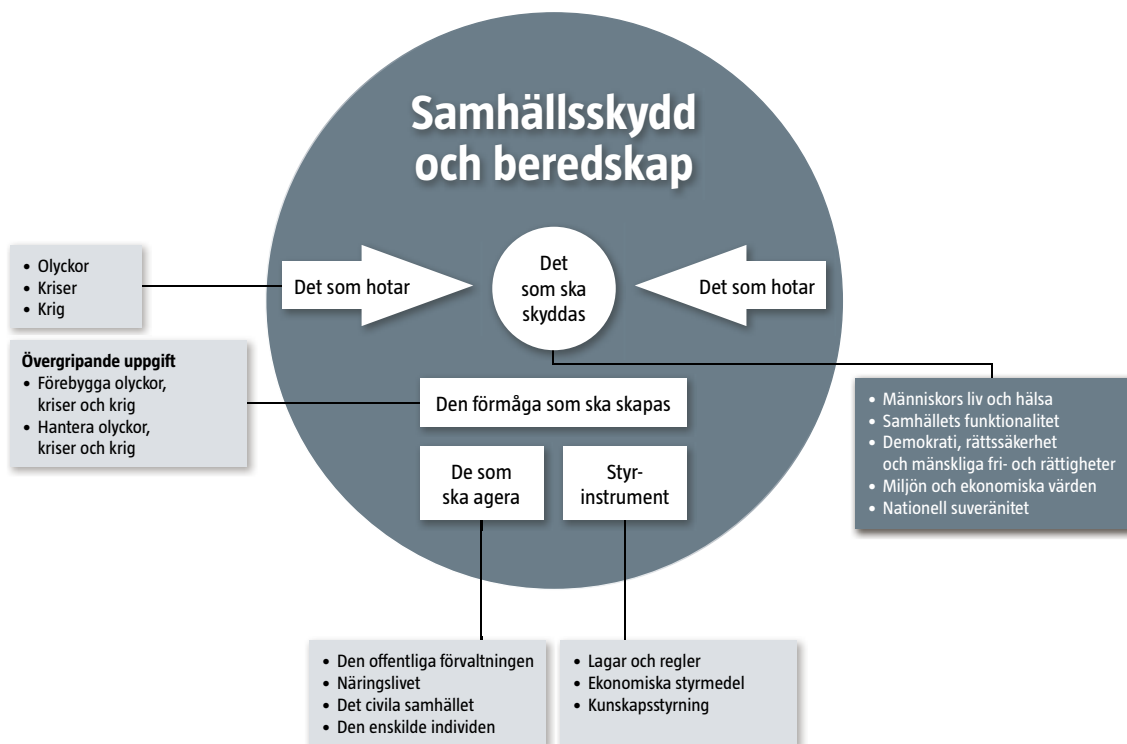 Samhällsskydd
och beredskap
• Olyckor
• Kriser
• Krig
Det som hotar
Det
som ska
skyddas
Det som hotar
Övergripande uppgift
• Förebygga olyckor,
kriser och krig
• Hantera olyckor,
kriser och krig
Den förmåga som ska skapas
• Människors liv och hälsa
• Samhällets funktionalitet
• Demokrati, rättssäkerhet
och mänskliga fri- och rättigheter
• Miljön och ekonomiska värden
• Nationell suveränitet
De som
ska agera
Styr-
instrument
• Den offentliga förvaltningen
• Näringslivet
• Det civila samhället
• Den enskilde individen
• Lagar och regler
• Ekonomiska styrmedel
• Kunskapsstyrning